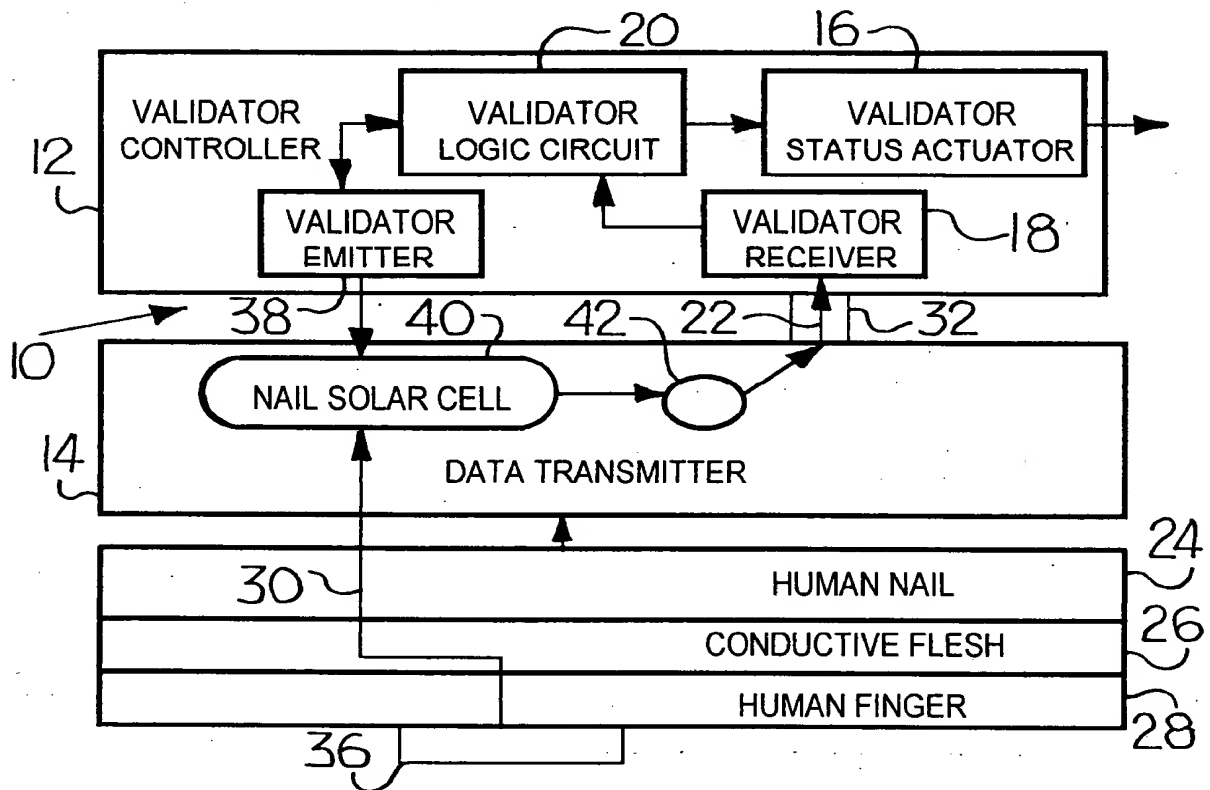 20
16
VALIDATOR
CONTROLLER
VALIDATOR
LOGIC CIRCUIT
VALIDATOR
STATUS ACTUATOR
12
VALIDATOR
EMITTER
VALIDATOR
RECEIVER
18
10
38
40
42
22
32
NAIL SOLAR CELL
14
DATA TRANSMITTER
30
HUMAN NAIL
24
CONDUCTIVE FLESH
26
HUMAN FINGER
28
36